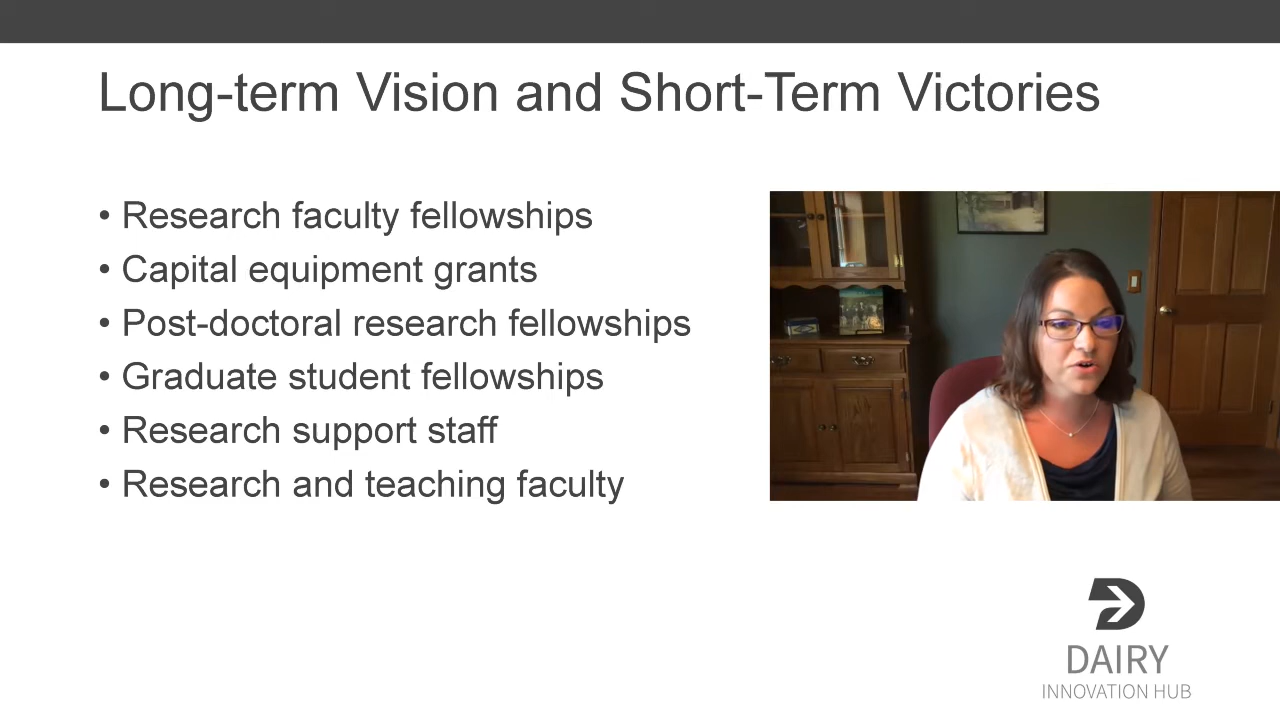 Long-term Vision and Short-Term Victories
• Research faculty fellowships
• Capital equipment grants
• Post-doctoral research fellowships
• Graduate student fellowships
• Research support staff
• Research and teaching faculty
DAIRY
INNOVATION HUB